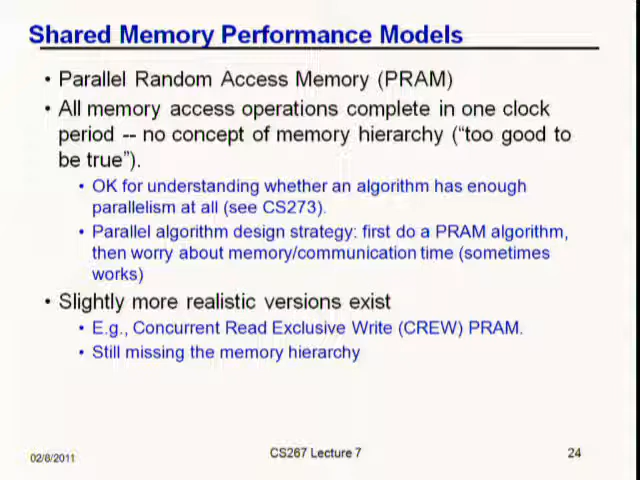 Shared Memory Performance Models
• Parallel Random Access Memory (PRAM)
• All memory access operations complete in one clock
period -- no concept of memory hierarchy (“too good to
be true”).
• OK for understanding whether an algorithm has enough
parallelism at all (see CS273).
• Parallel algorithm design strategy: first do a PRAM algorithm,
then worry about memory/communication time (sometimes
works)
• Slightly more realistic versions exist
• E.g., Concurrent Read Exclusive Write (CREW) PRAM.
• Still missing the memory hierarchy
02/8/2011
CS267 Lecture 7
24